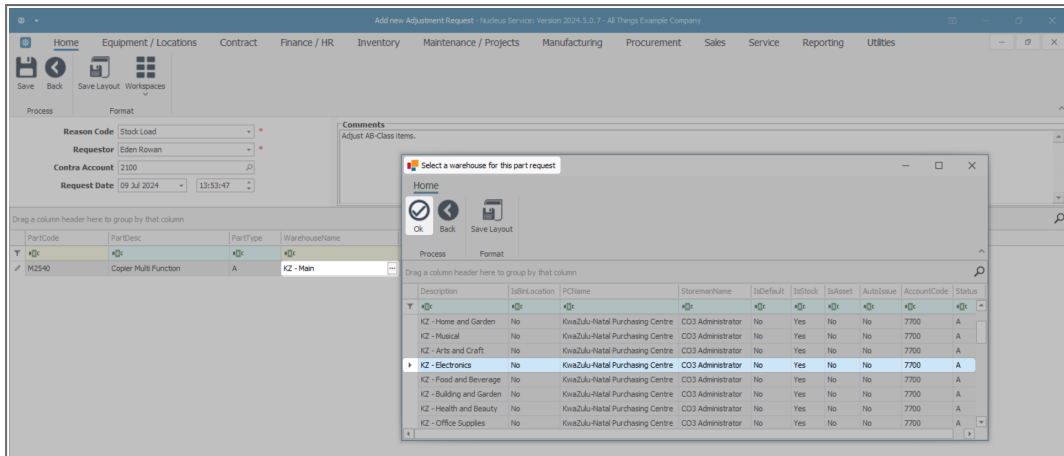 Add new Adjustment Request - Nucleus Service: Version 2024.5.0.7 - All Things Example Company
Home Equipment / Locations Contract Finance / HR Inventory Maintenance / Projects Manufacturing Procurement Sales Service Reporting Utilities
Save Back Save Layout Workspaces
Process Format
Reason Code Stock Load *
Requestor Eden Rowan *
Contra Account 2100
Request Date 09 Jul 2024 13:53:47
Comments
Adjust AB-Class items.
Drag a column header here to group by that column
PartCode PartDesc PartType WarehouseName
M2540 Copier Multi Function A KZ - Main ...
Select a warehouse for this part request
Home
Ok Back Save Layout
Process Format
Drag a column header here to group by that column
Description IsBinLocation PCName StoremanName IsDefault IsStock IsAsset AutoIssue AccountCode Status
KZ - Home and Garden No KwaZulu-Natal Purchasing Centre CO3 Administrator No Yes No No 7700 A
KZ - Musical No KwaZulu-Natal Purchasing Centre CO3 Administrator No Yes No No 7700 A
KZ - Arts and Craft No KwaZulu-Natal Purchasing Centre CO3 Administrator No Yes No No 7700 A
KZ - Electronics No KwaZulu-Natal Purchasing Centre CO3 Administrator No Yes No No 7700 A
KZ - Food and Beverage No KwaZulu-Natal Purchasing Centre CO3 Administrator No Yes No No 7700 A
KZ - Building and Garden No KwaZulu-Natal Purchasing Centre CO3 Administrator No Yes No No 7700 A
KZ - Health and Beauty No KwaZulu-Natal Purchasing Centre CO3 Administrator No Yes No No 7700 A
KZ - Office Supplies No KwaZulu-Natal Purchasing Centre CO3 Administrator No Yes No No 7700 A